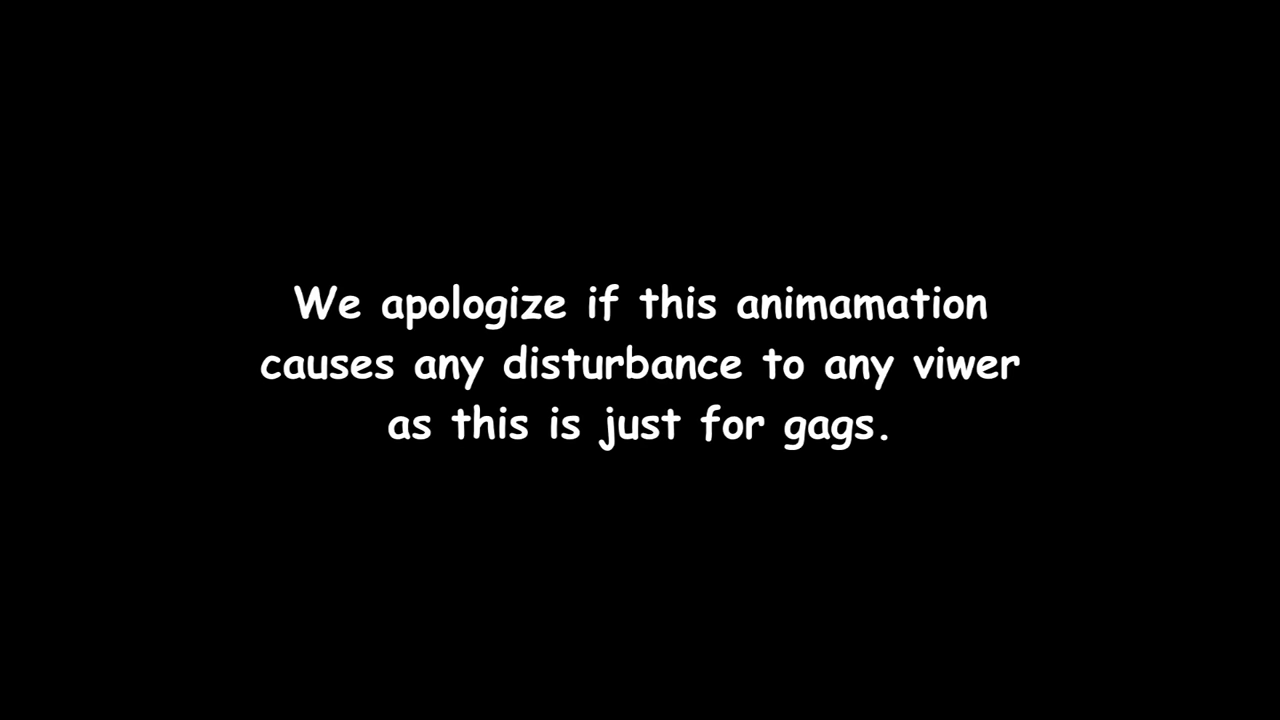 We apologize if this animamation
causes any disturbance to any viwer
as this is just for gags.